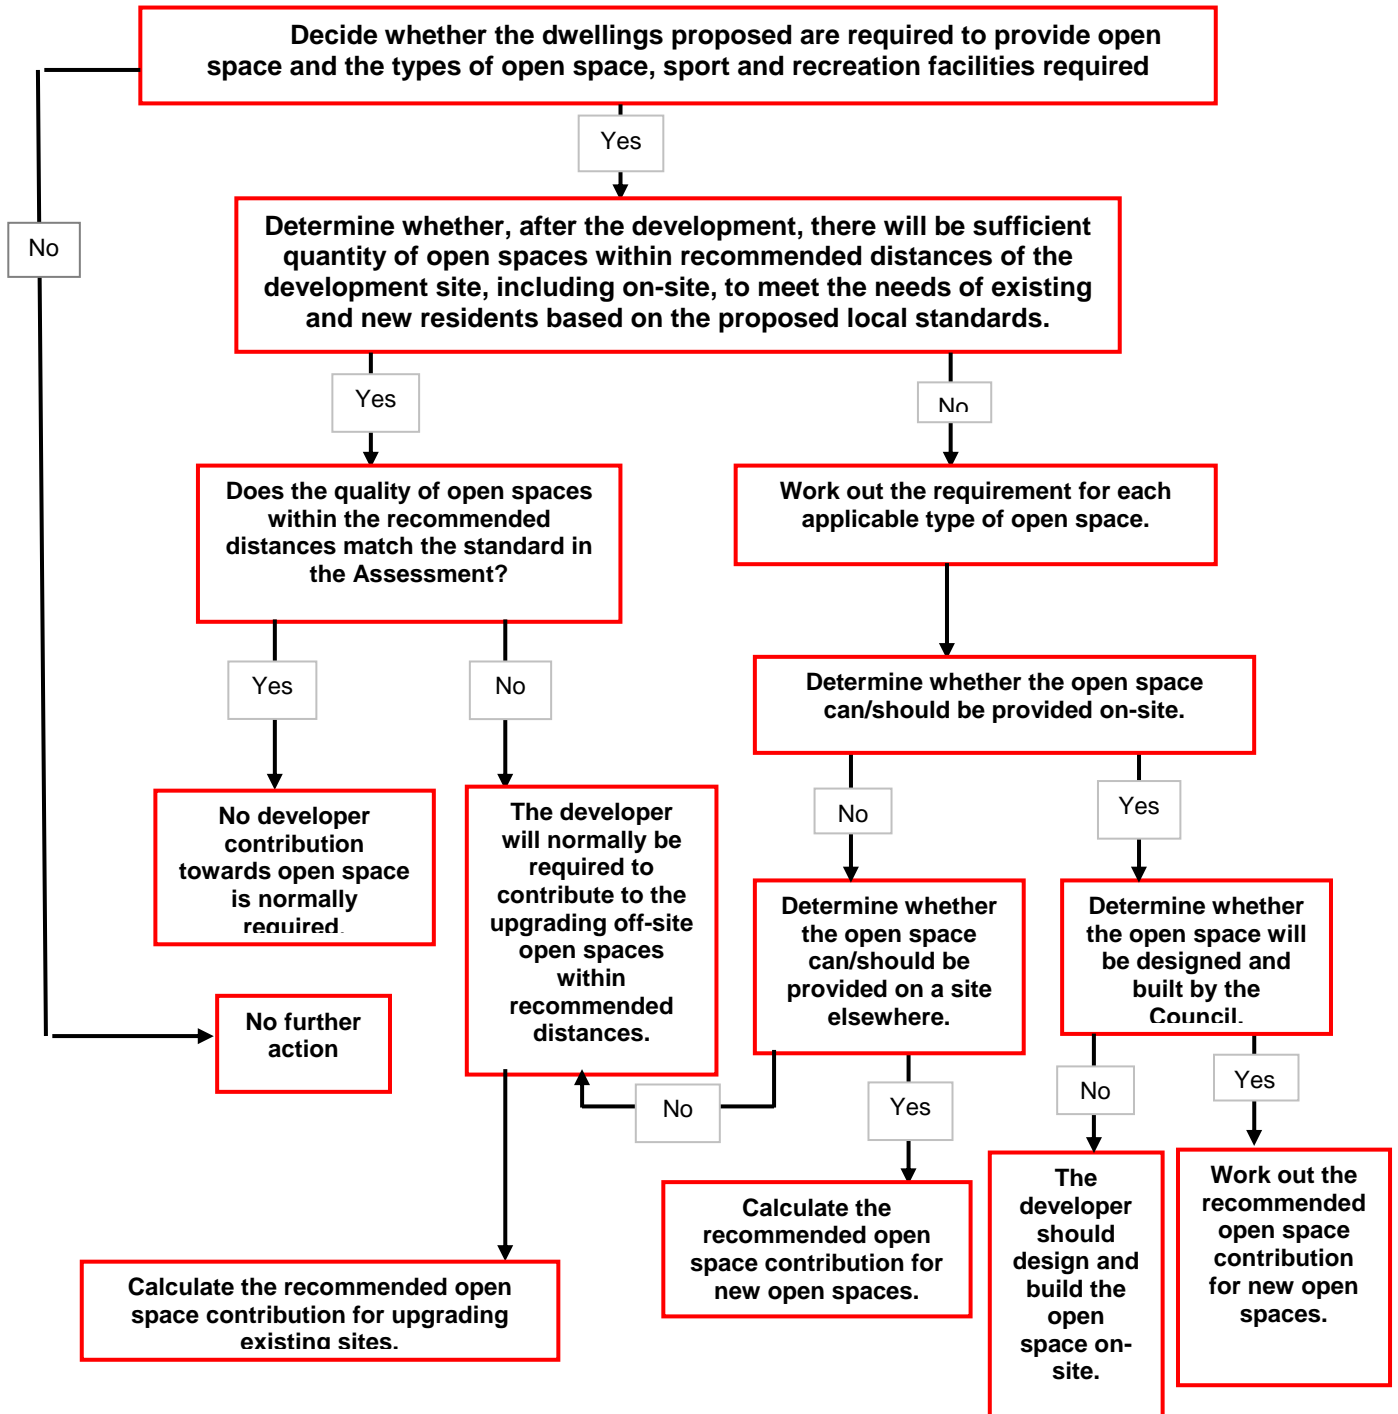 Decide whether the dwellings proposed are required to provide open
space and the types of open space, sport and recreation facilities required
Yes
No
Determine whether, after the development, there will be sufficient
quantity of open spaces within recommended distances of the
development site, including on-site, to meet the needs of existing
and new residents based on the proposed local standards.
Yes
No
Does the quality of open spaces
within the recommended
distances match the standard in
the Assessment?
Work out the requirement for each
applicable type of open space.
Yes
No
Determine whether the open space
can/should be provided on-site.
No
Yes
No developer
contribution
towards open space
is normally
required.
The developer
will normally be
required to
contribute to the
upgrading off-site
open spaces
within
recommended
distances.
Determine whether
the open space
can/should be
provided on a site
elsewhere.
Determine whether
the open space will
be designed and
built by the
Council.
No further
action
No
Yes
No
Yes
Calculate the recommended open
space contribution for upgrading
existing sites.
Calculate the
recommended open
space contribution for
new open spaces.
The
developer
should
design and
build the
open
space on-
site.
Work out the
recommended
open space
contribution
for new open
spaces.